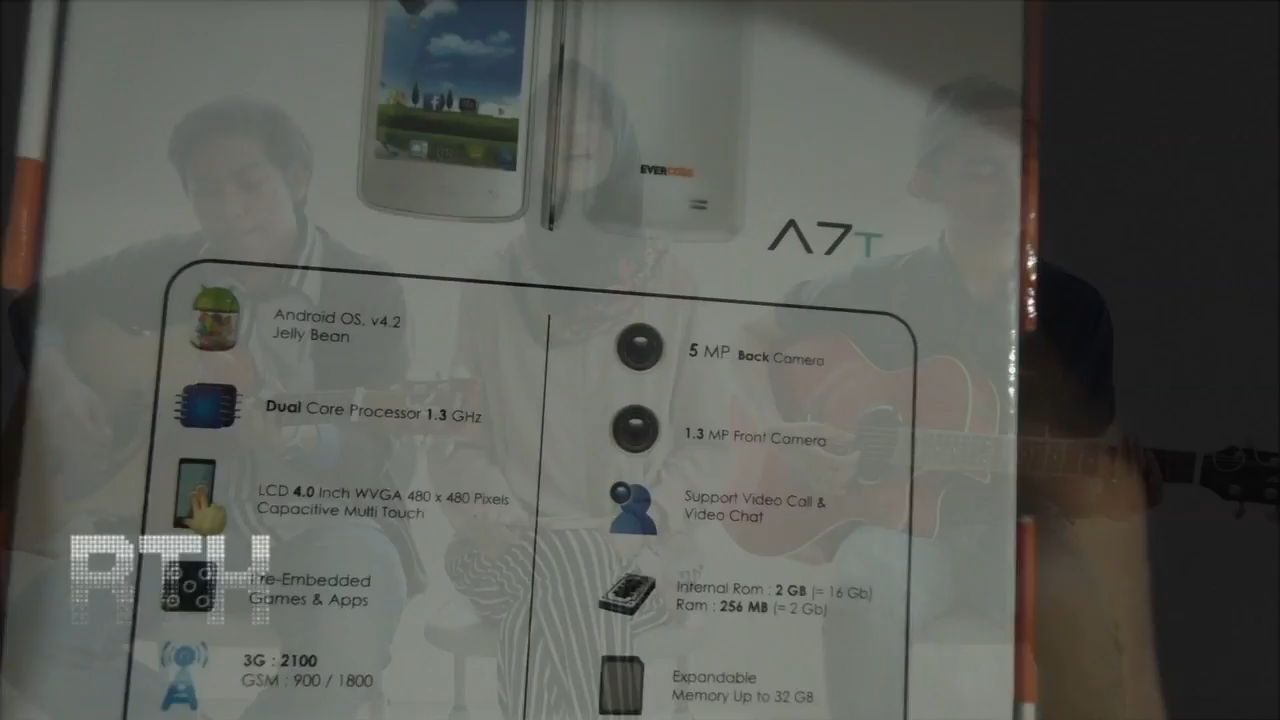 EVERCOSS
A7T
Android OS, v4.2
Jelly Bean
Dual Core Processor 1.3 GHz
LCD 4.0 Inch WVGA 480 x 480 Pixels
Capacitive Multi Touch
Pre-Embedded
Games & Apps
3G : 2100
GSM : 900 / 1800
5 MP Back Camera
1.3 MP Front Camera
Support Video Call &
Video Chat
Internal Rom : 2 GB (= 16 Gb)
Ram : 256 MB (= 2 Gb)
Expandable
Memory Up to 32 GB
RTH